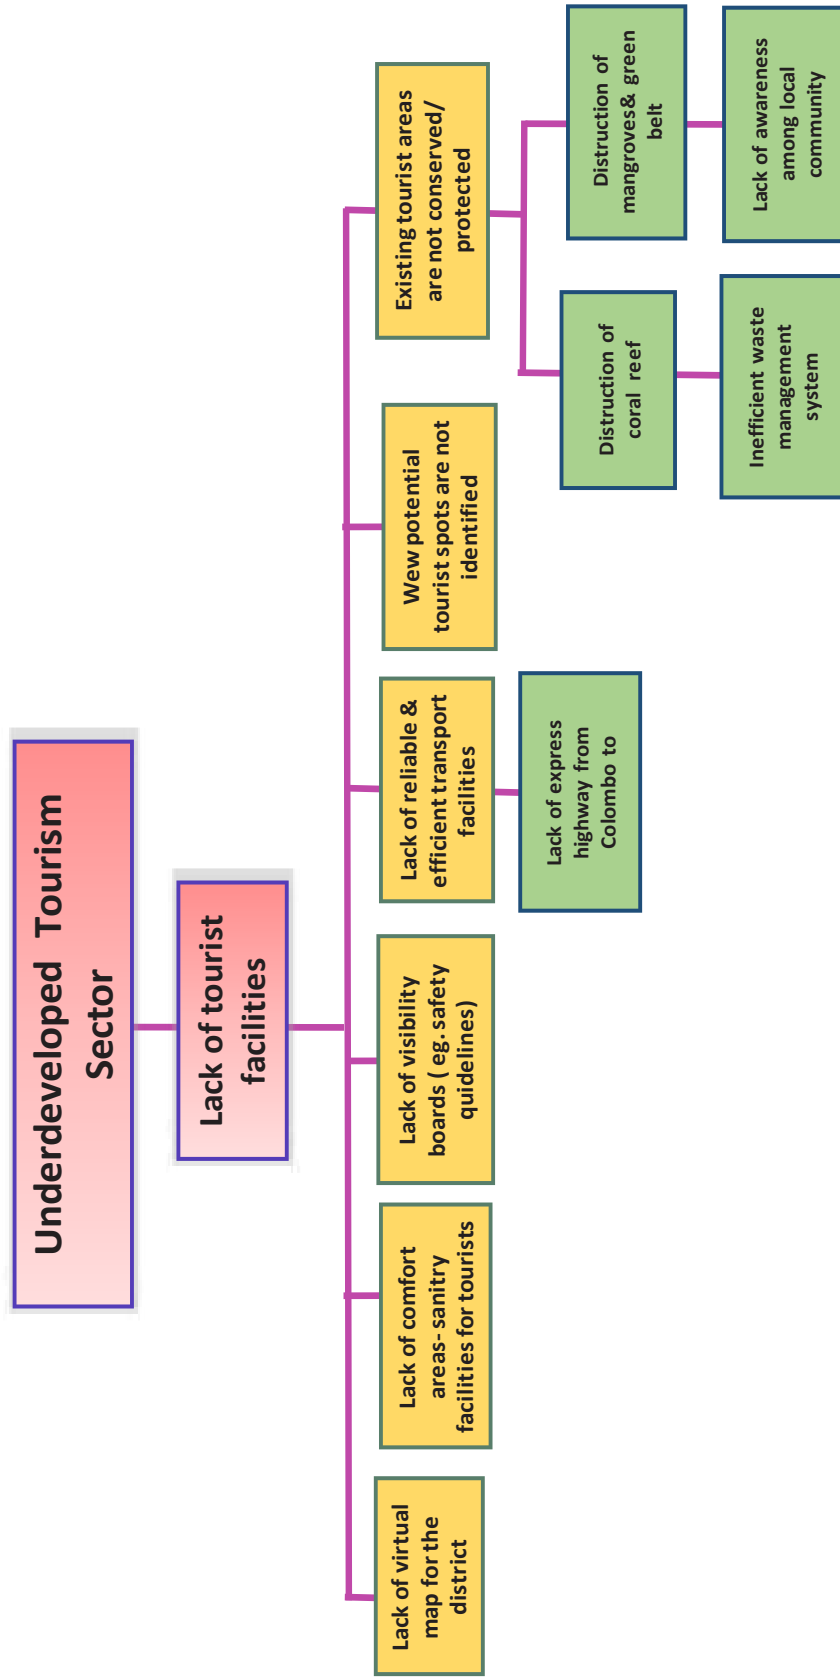 Underdeveloped Tourism
Sector
Lack of tourist
facilities
Lack of virtual
map for the
district
Lack of comfort
areas- sanitry
facilities for tourists
Lack of visibility
boards ( eg. safety
quidelines)
Lack of reliable &
efficient transport
facilities
Wew potential
tourist spots are not
identified
Existing tourist areas
are not conserved/
protected
Lack of express
highway from
Colombo to
Distruction of
coral reef
Distruction of
mangroves& green
belt
Inefficient waste
management
system
Lack of awareness
among local
community